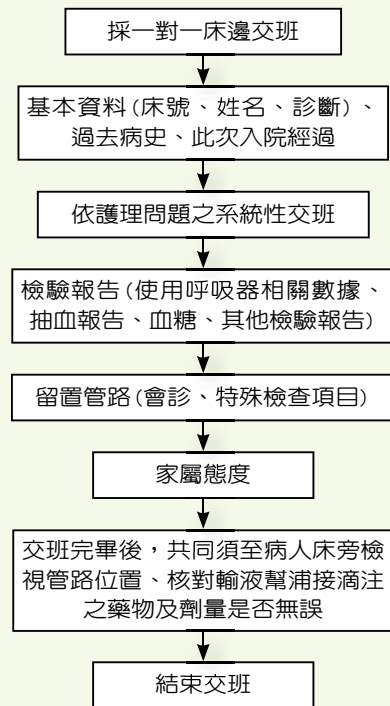 採一對一床邊交班
基本資料(床號、姓名、診斷)、
過去病史、此次入院經過
依護理問題之系統性交班
檢驗報告(使用呼吸器相關數據、
抽血報告、血糖、其他檢驗報告)
留置管路(會診、特殊檢查項目)
家屬態度
交班完畢後，共同須至病人床旁檢
視管路位置、核對輸液幫浦接滴注
之藥物及劑量是否無誤
結束交班